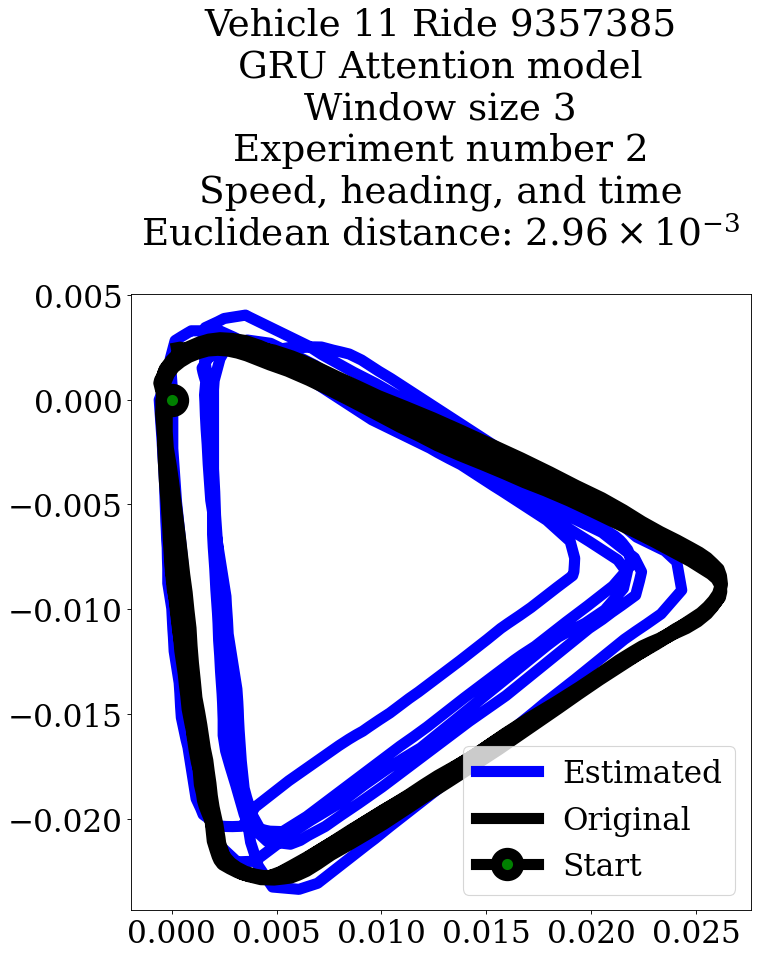 Vehicle 11 Ride 9357385
GRU Attention model
Window size 3
Experiment number 2
Speed, heading, and time
Euclidean distance: 2.96 × 10⁻³
0.005
0.000
−0.005
−0.010
−0.015
−0.020
Estimated
Original
Start
0.000 0.005 0.010 0.015 0.020 0.025